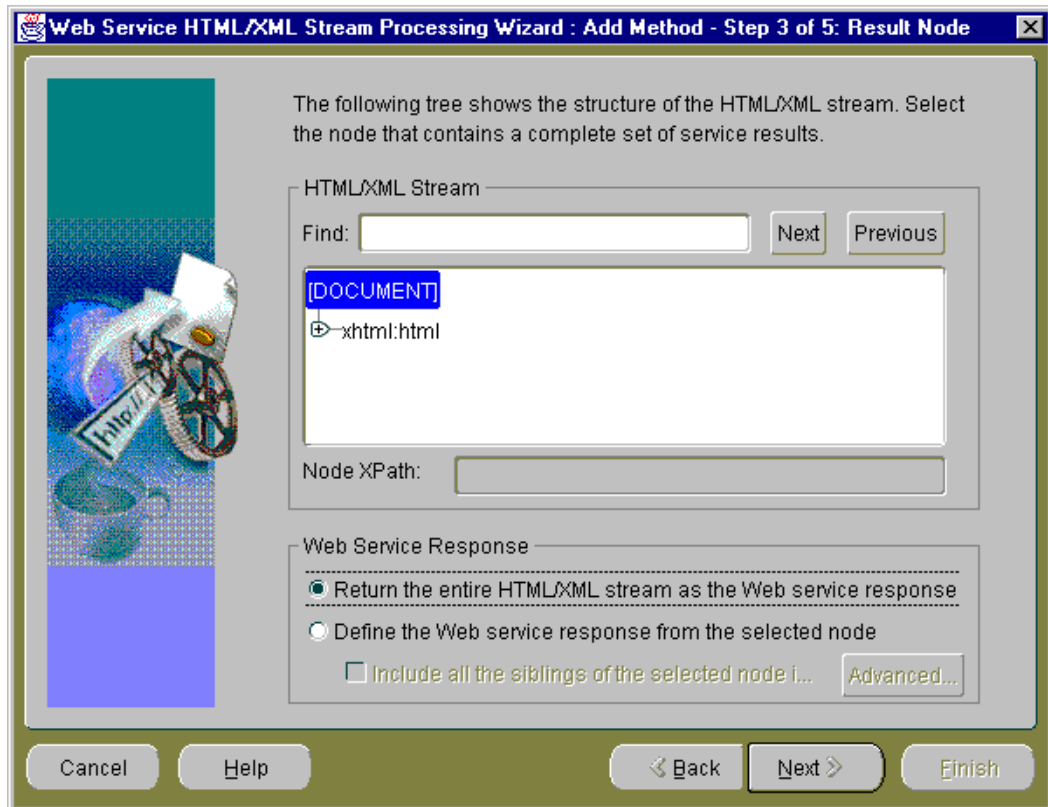 Web Service HTML/XML Stream Processing Wizard : Add Method - Step 3 of 5: Result Node
The following tree shows the structure of the HTML/XML stream. Select
the node that contains a complete set of service results.
HTML/XML Stream
Find:
Next
Previous
[DOCUMENT]
xhtml:html
http://
Node XPath:
Web Service Response
Return the entire HTML/XML stream as the Web service response
Define the Web service response from the selected node
Include all the siblings of the selected node i...
Advanced...
Cancel
Help
Back
Next
Finish